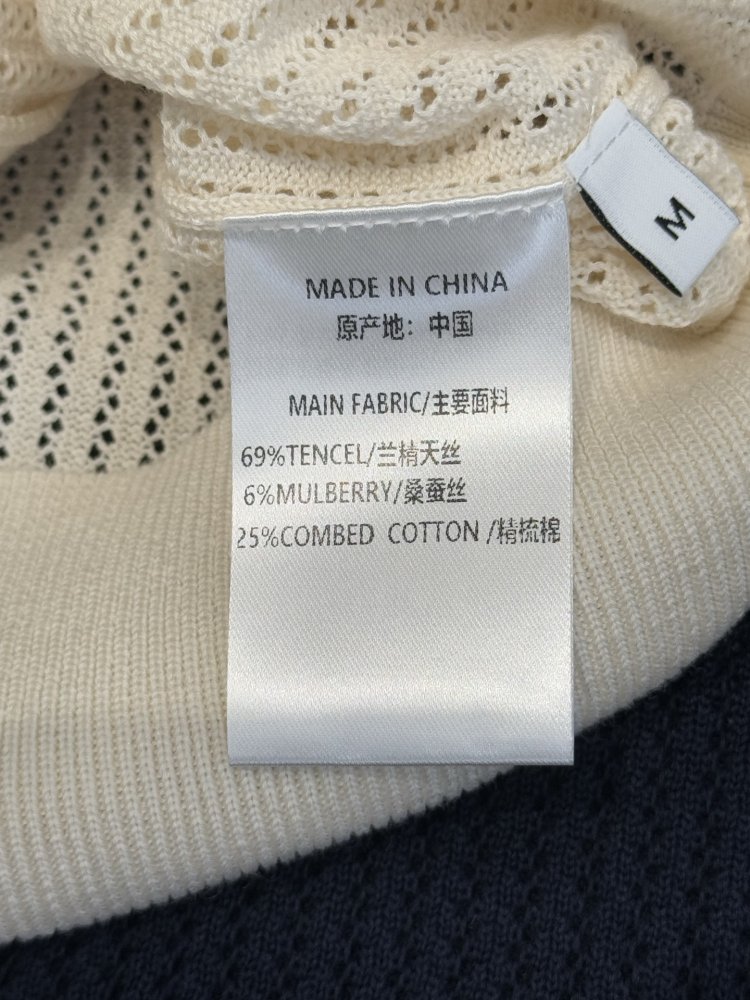 M
MADE IN CHINA
原产地：中国
MAIN FABRIC/主要面料
69%TENCEL/兰精天丝
6%MULBERRY/桑蚕丝
25%COMBED COTTON /精梳棉